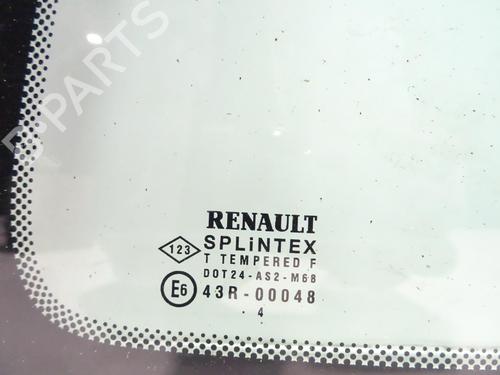 B-PARTS
RENAULT
123 SPLiNTEX
T TEMPERED F
DOT24-AS2-M68
E6 43R-00048
4